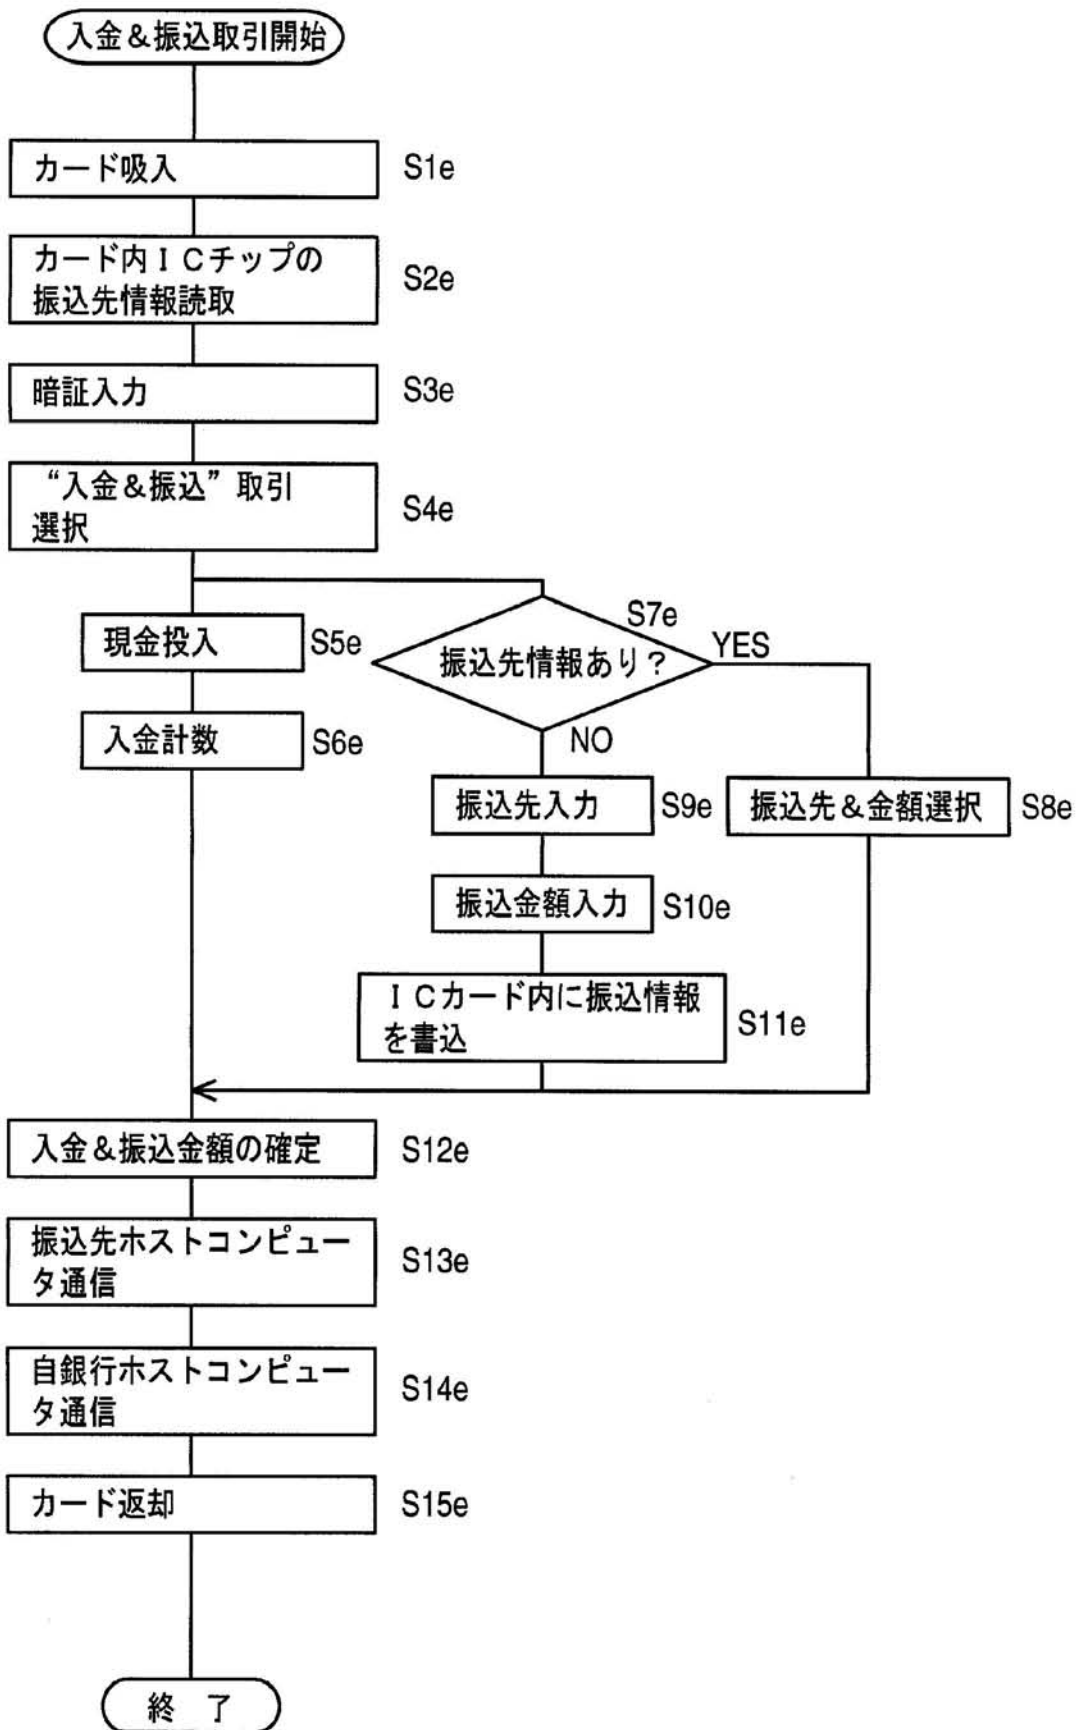 入金＆振込取引開始
カード吸入
S1e
カード内ＩＣチップの
振込先情報読取
S2e
暗証入力
S3e
“入金＆振込”取引
選択
S4e
現金投入
S5e
入金計数
S6e
S7e
振込先情報あり？
YES
NO
振込先入力
S9e
振込先＆金額選択
S8e
振込金額入力
S10e
ＩＣカード内に振込情報
を書込
S11e
入金＆振込金額の確定
S12e
振込先ホストコンピュー
タ通信
S13e
自銀行ホストコンピュー
タ通信
S14e
カード返却
S15e
終　了